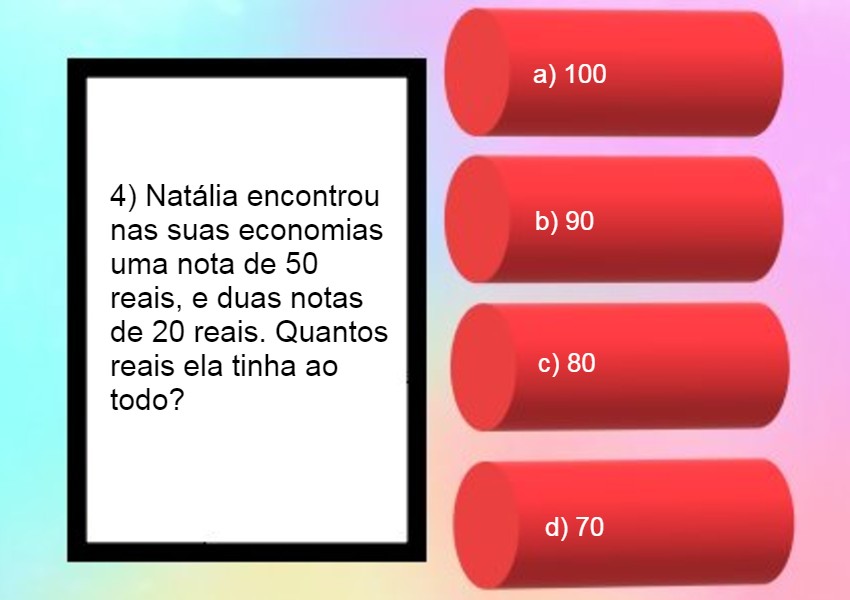 4) Natália encontrou
nas suas economias
uma nota de 50
reais, e duas notas
de 20 reais. Quantos
reais ela tinha ao
todo?
a) 100
b) 90
c) 80
d) 70